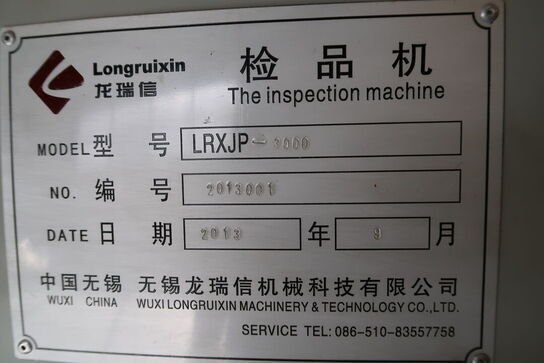 Longruixin
龙瑞信
检品机
The inspection machine
MODEL 型 号 LRXJP-3000
NO. 编 号 2013001
DATE 日 期 2013 年 9 月
中国无锡 无锡龙瑞信机械科技有限公司
WUXI CHINA WUXI LONGRUIXIN MACHINERY & TECHNOLOGY CO.,LTD.
SERVICE TEL: 086-510-83557758